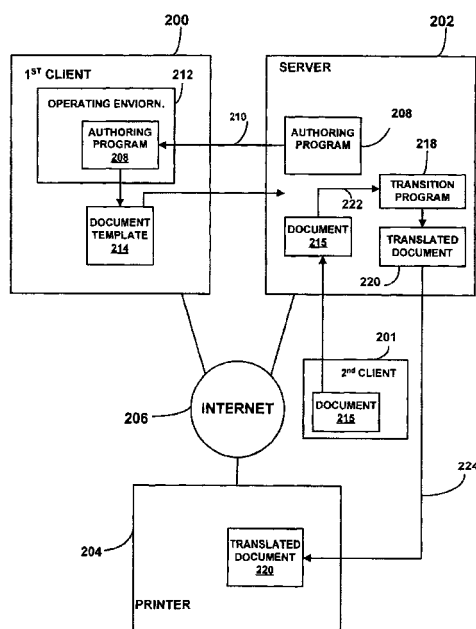 200
202
1ST CLIENT
212
OPERATING ENVIORN.
AUTHORING
PROGRAM
208
210
DOCUMENT
TEMPLATE
214
SERVER
AUTHORING
PROGRAM
208
218
TRANSITION
PROGRAM
222
DOCUMENT
215
TRANSLATED
DOCUMENT
220
201
2nd CLIENT
DOCUMENT
215
206
INTERNET
224
204
TRANSLATED
DOCUMENT
220
PRINTER